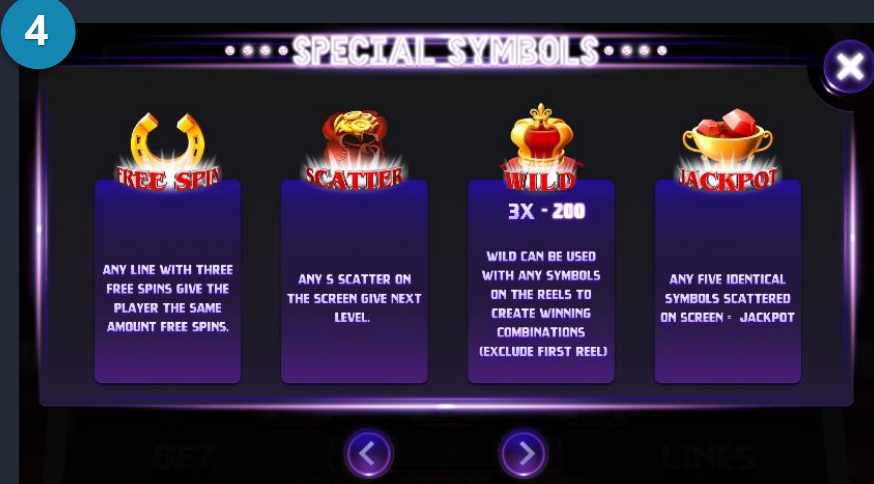 4
SPECIAL SYMBOLS
FREE SPIN
SCATTER
WILD
JACKPOT
3X - 200
ANY LINE WITH THREE
FREE SPINS GIVE THE
PLAYER THE SAME
AMOUNT FREE SPINS.
ANY 5 SCATTER ON
THE SCREEN GIVE NEXT
LEVEL.
WILD CAN BE USED
WITH ANY SYMBOLS
ON THE REELS TO
CREATE WINNING
COMBINATIONS
(EXCLUDE FIRST REEL)
ANY FIVE IDENTICAL
SYMBOLS SCATTERED
ON SCREEN = JACKPOT
BET
LINES